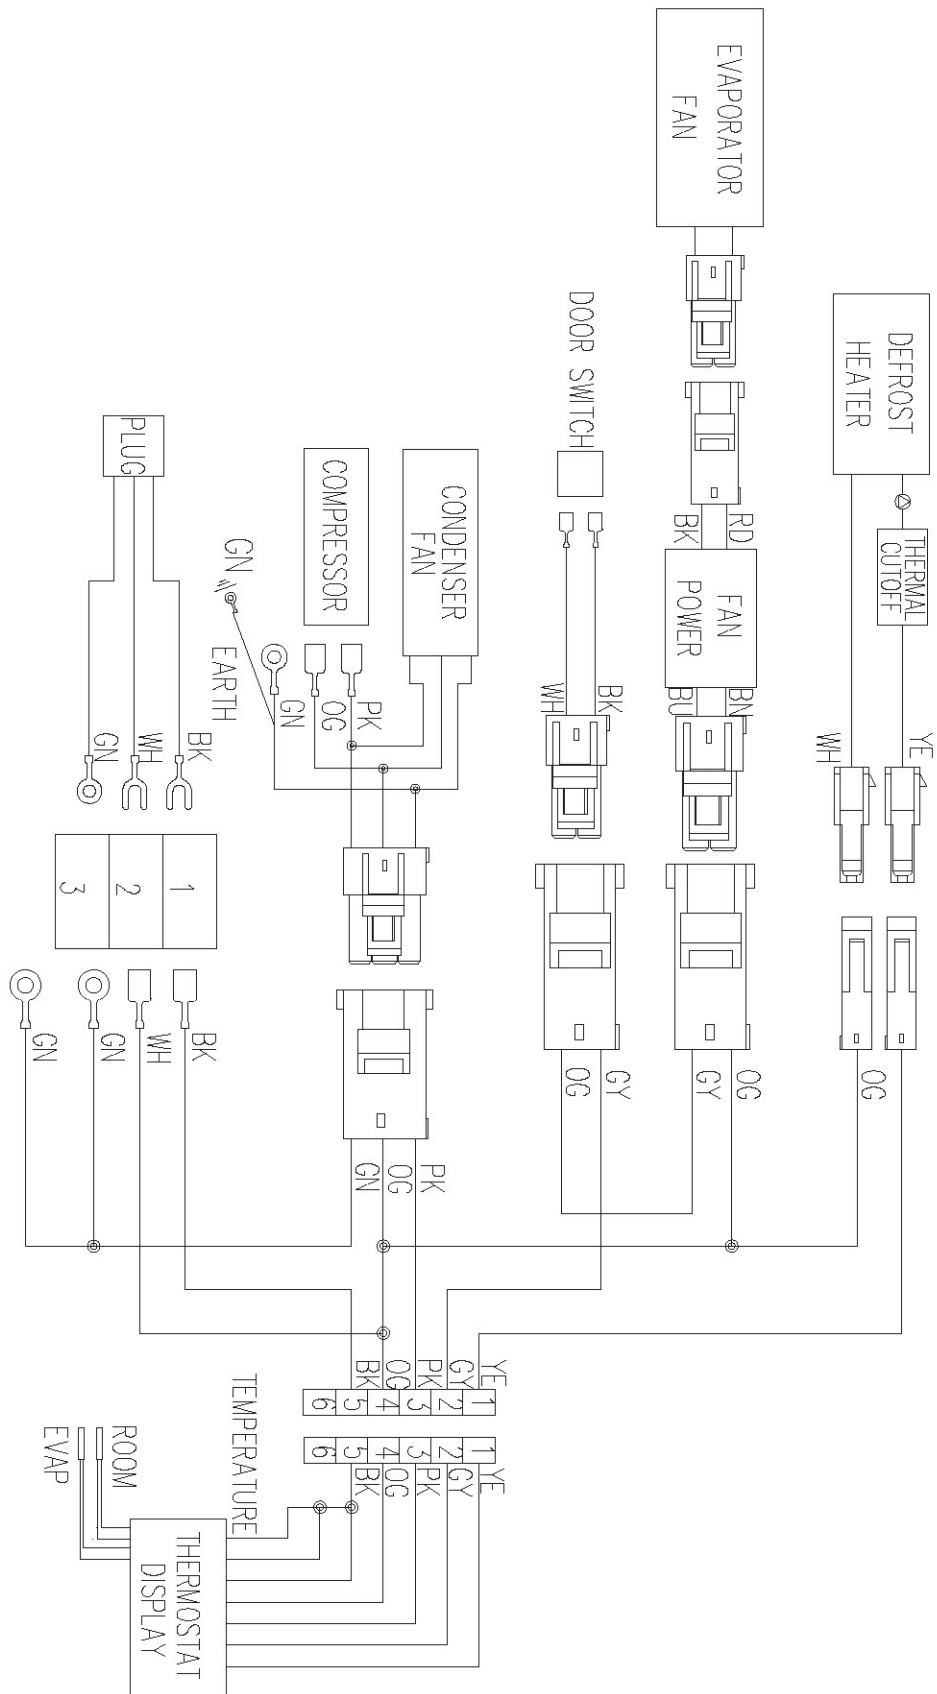 EVAPORATOR
FAN
DEFROST
HEATER
DOOR SWITCH
THERMAL
CUTOFF
PLUG
COMPRESSOR
CONDENSER
FAN
RD
BK
FAN
POWER
GN
EARTH
GN
OG
PK
WH
BK
BU
BN
WH
YE
GN
WH
BK
3
2
1
GN
GN
WH
BK
GN
OG
PK
OG
GY
GY
OG
OG
BK
OG
PK
GY
YE
6
5
4
3
2
1
6
5
4
3
2
1
BK
OG
PK
GY
YE
TEMPERATURE
ROOM
EVAP
THERMOSTAT
DISPLAY